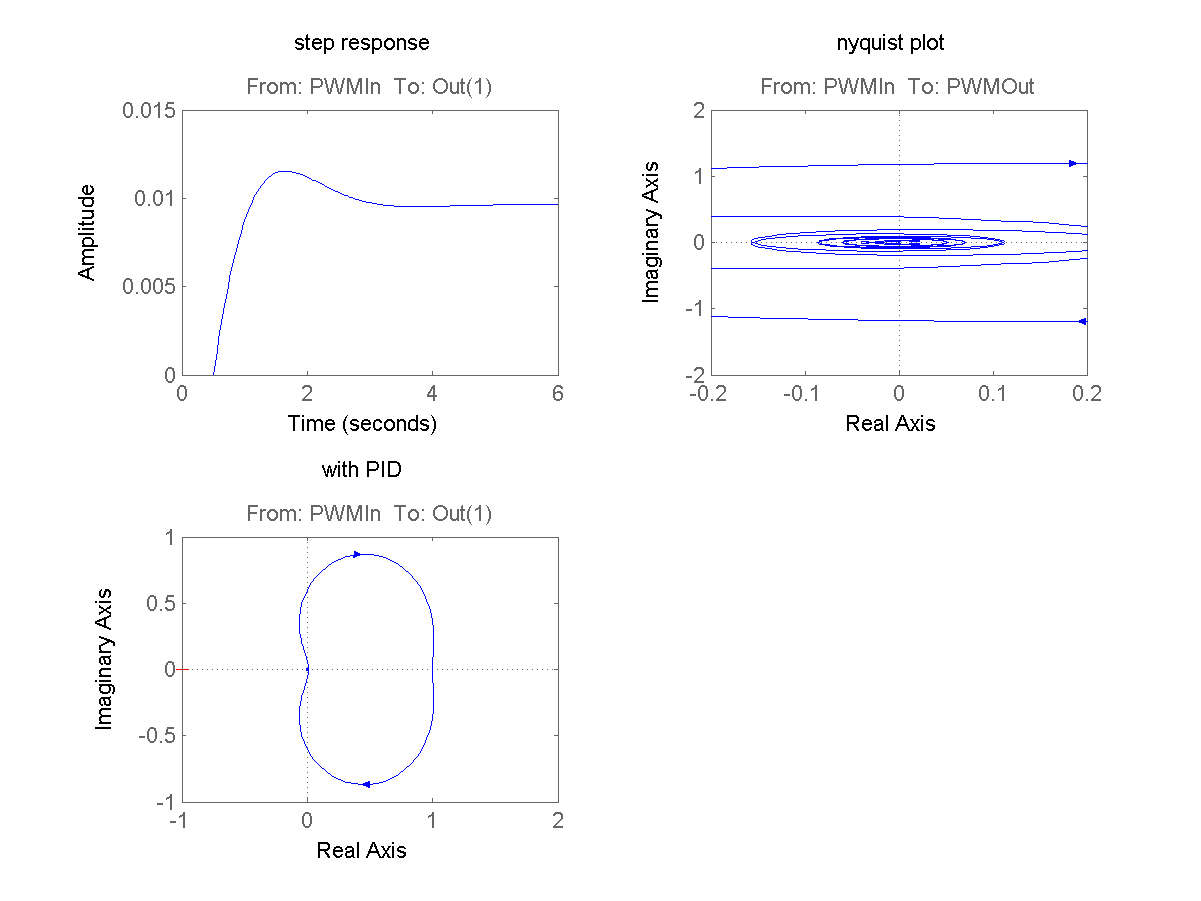 step response
From: PWMIn To: Out(1)
0.015
0.01
0.005
0
Amplitude
0 2 4 6
Time (seconds)
nyquist plot
From: PWMIn To: PWMOut
2
1
0
-1
-2
Imaginary Axis
-0.2 -0.1 0 0.1 0.2
Real Axis
with PID
From: PWMIn To: Out(1)
1
0.5
0
-0.5
-1
Imaginary Axis
-1 0 1 2
Real Axis